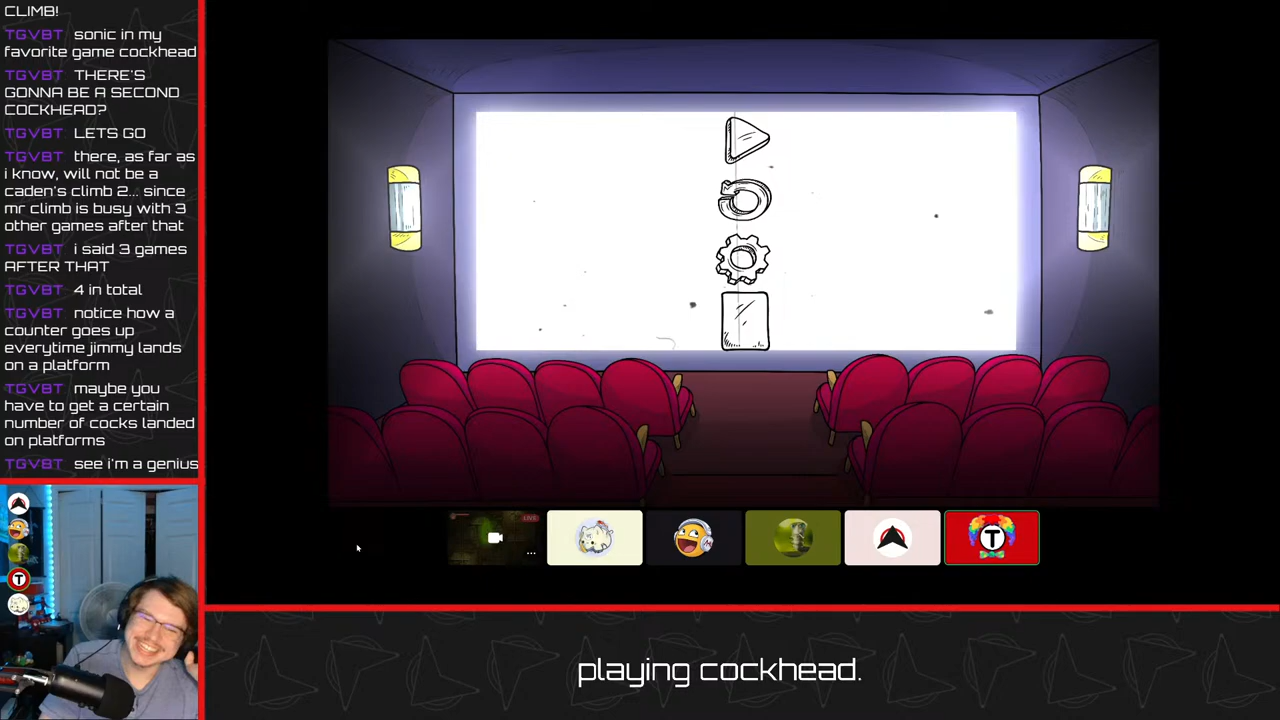 CLIMB!
TGVBT sonic in my
favorite game cockhead
TGVBT THERE'S
GONNA BE A SECOND
COCKHEAD?
TGVBT LETS GO
TGVBT there, as far as
i know, will not be a
caden's climb 2... since
mr climb is busy with 3
other games after that
TGVBT i said 3 games
AFTER THAT
TGVBT 4 in total
TGVBT notice how a
counter goes up
everytime jimmy lands
on a platform
TGVBT maybe you
have to get a certain
number of cocks landed
on platforms
TGVBT see i'm a genius
LIVE
T
T
playing cockhead.